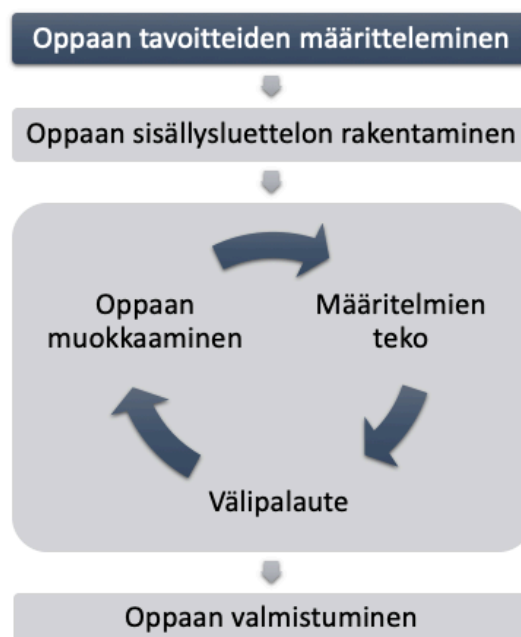 Oppaan tavoitteiden määritteleminen
Oppaan sisällysluettelon rakentaminen
Oppaan
muokkaaminen
Määritelmien
teko
Välipalaute
Oppaan valmistuminen